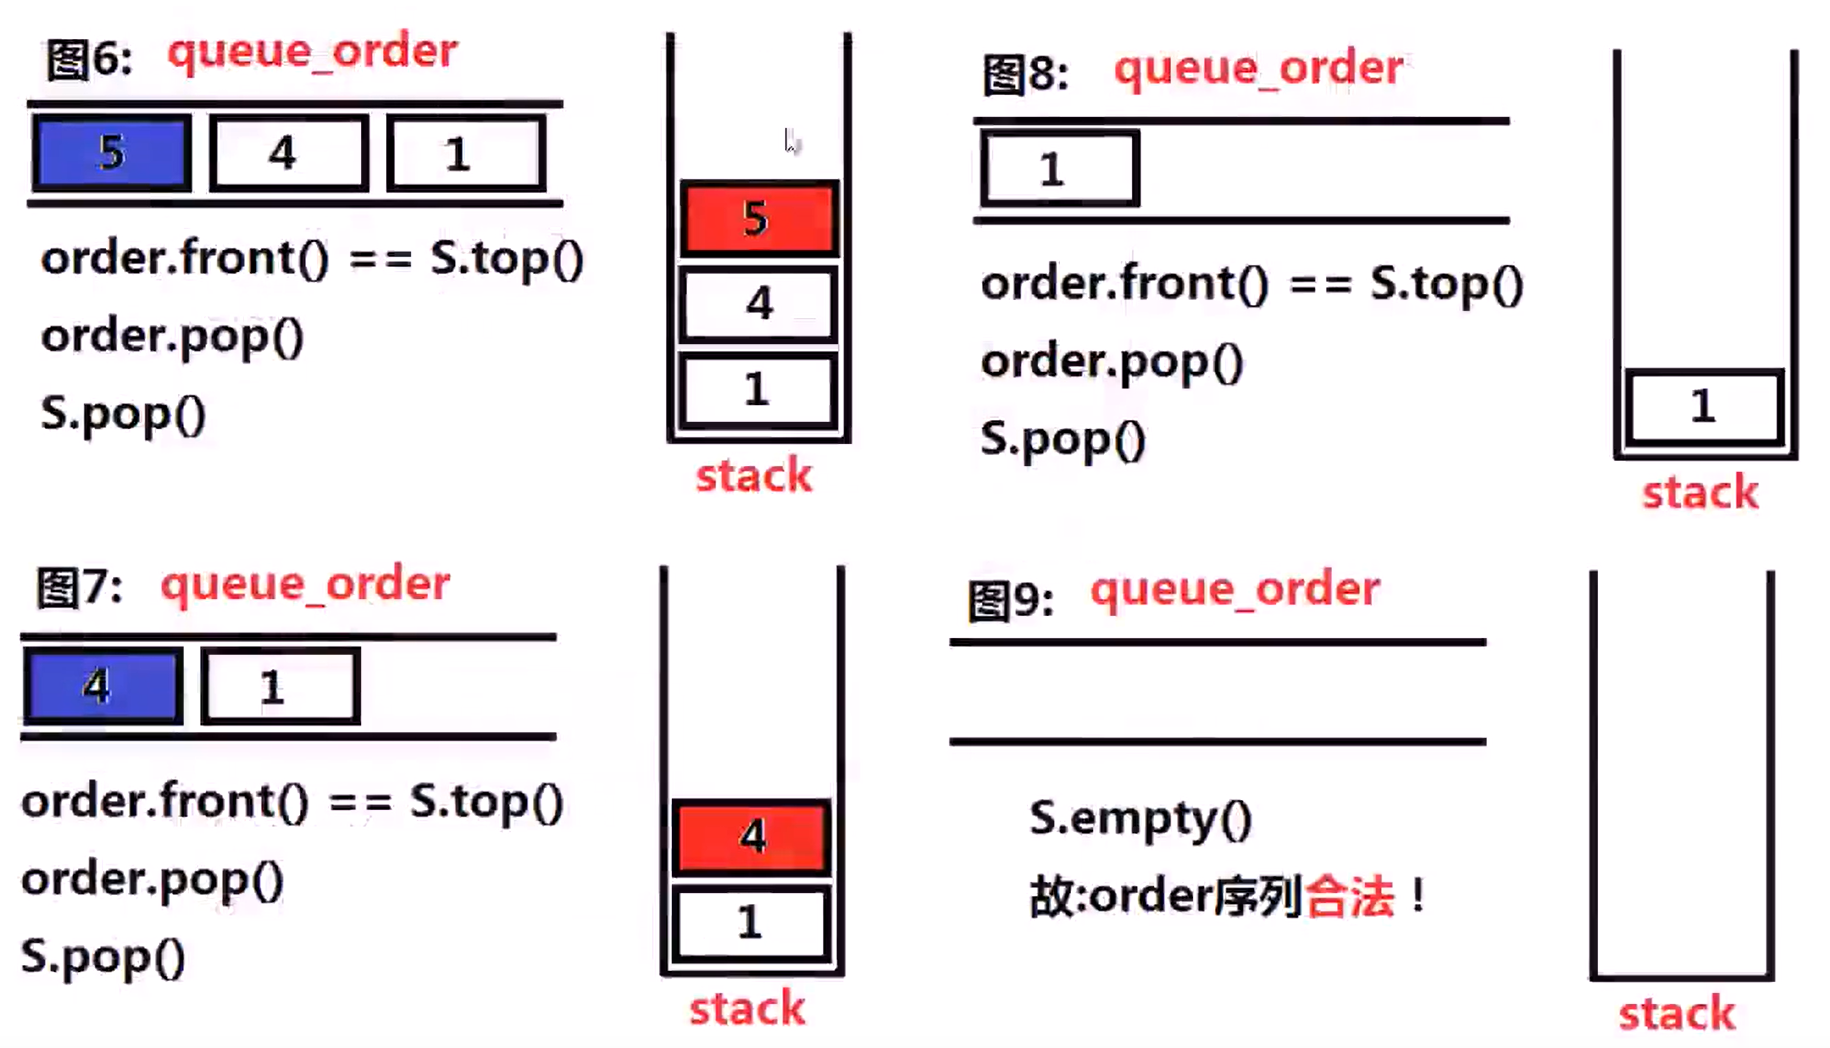 图6: queue_order
5 4 1
order.front() == S.top()
order.pop()
S.pop()
5
4
1
stack
图7: queue_order
4 1
order.front() == S.top()
order.pop()
S.pop()
4
1
stack
图8: queue_order
1
order.front() == S.top()
order.pop()
S.pop()
1
stack
图9: queue_order
S.empty()
故:order序列合法！
stack